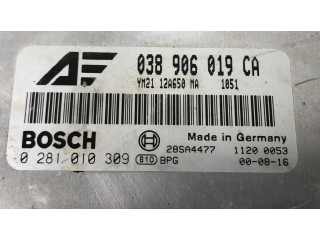 038 906 019 CA
YM21 12A650 MA 1051
BOSCH
Made in Germany
28SA4477
1120 0053
0 281 010 309 810 BPG
00-08-16